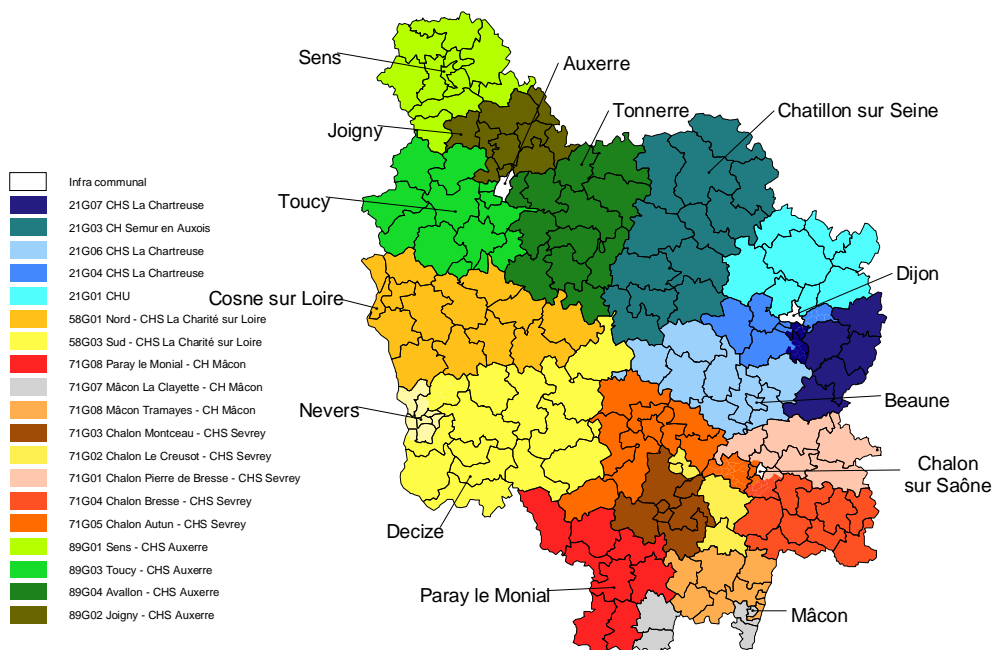 Sens
Auxerre
Tonnerre
Chatillon sur Seine
Joigny
Toucy
Dijon
Cosne sur Loire
Nevers
Beaune
Chalon
sur Saône
Decize
Paray le Monial
Mâcon
Infra communal
21G07 CHS La Chartreuse
21G03 CH Semur en Auxois
21G06 CHS La Chartreuse
21G04 CHS La Chartreuse
21G01 CHU
58G01 Nord - CHS La Charité sur Loire
58G03 Sud - CHS La Charité sur Loire
71G08 Paray le Monial - CH Mâcon
71G07 Mâcon La Clayette - CH Mâcon
71G08 Mâcon Tramayes - CH Mâcon
71G03 Chalon Montceau - CHS Sevrey
71G02 Chalon Le Creusot - CHS Sevrey
71G01 Chalon Pierre de Bresse - CHS Sevrey
71G04 Chalon Bresse - CHS Sevrey
71G05 Chalon Autun - CHS Sevrey
89G01 Sens - CHS Auxerre
89G03 Toucy - CHS Auxerre
89G04 Avallon - CHS Auxerre
89G02 Joigny - CHS Auxerre